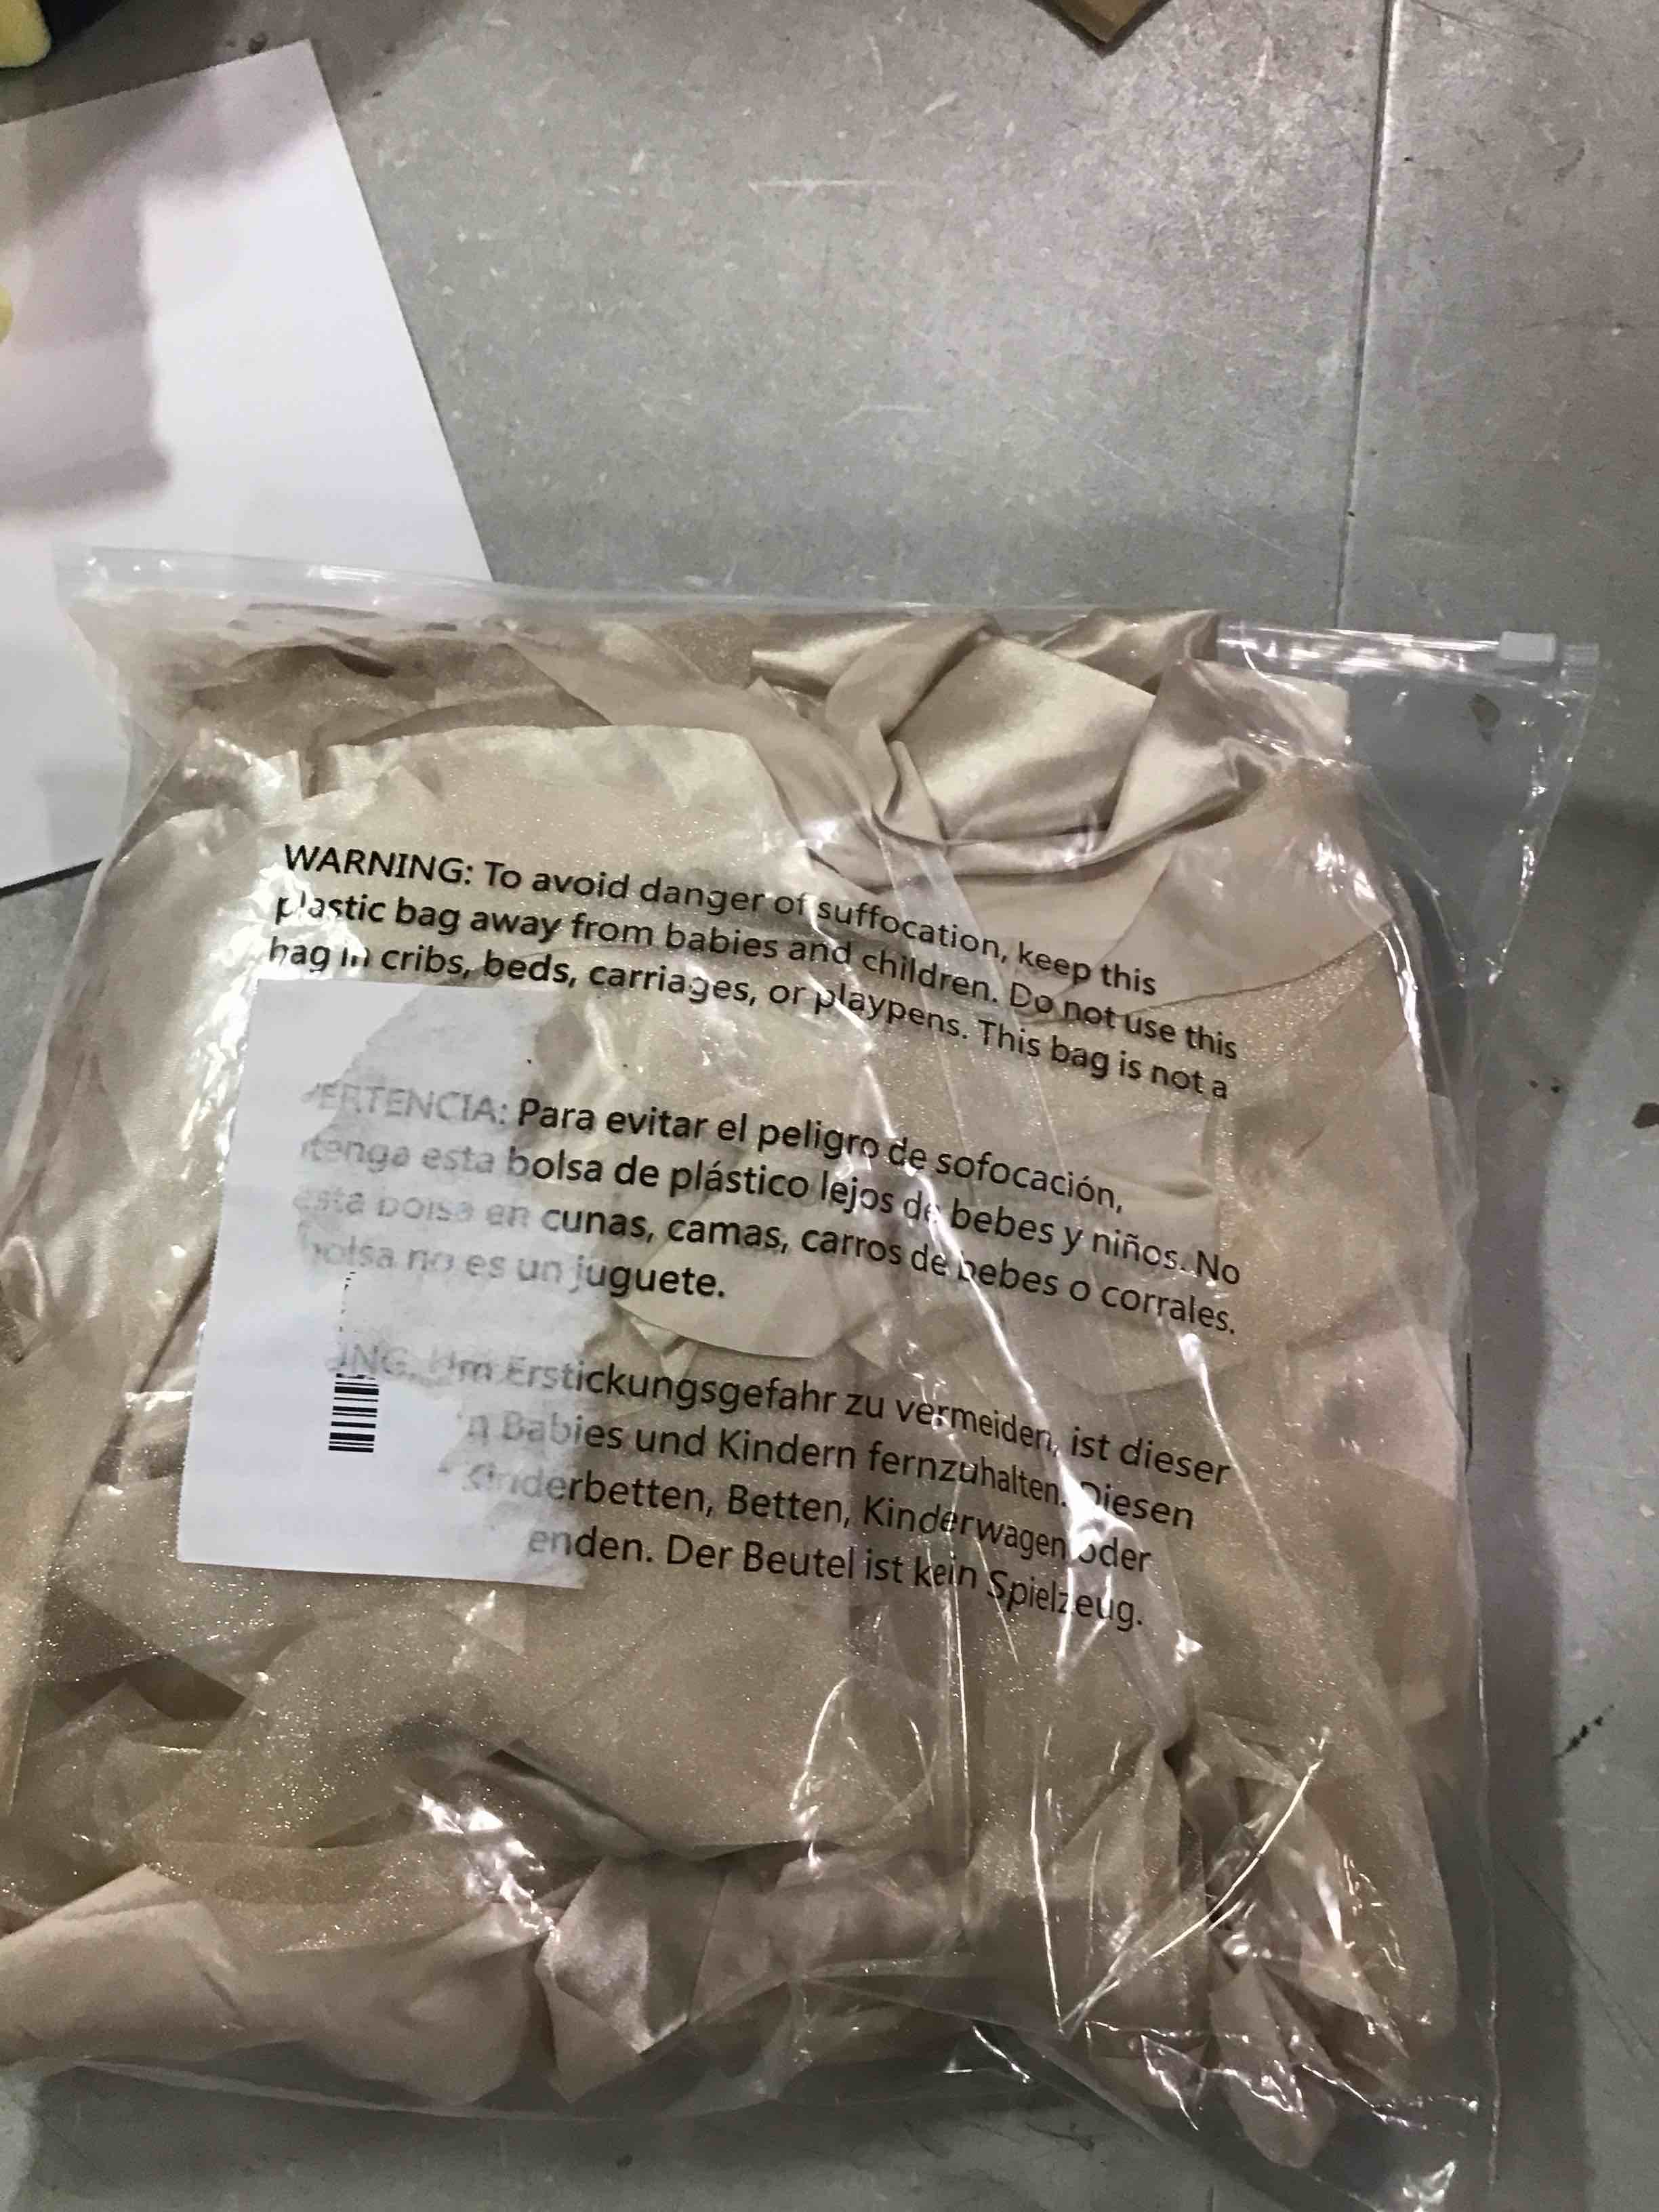 WARNING: To avoid danger of suffocation, keep this
plastic bag away from babies and children. Do not use this
bag in cribs, beds, carriages, or playpens. This bag is not a
ERTENCIA: Para evitar el peligro de sofocación,
tenga esta bolsa de plástico lejos de bebes y niños. No
esta bolsa en cunas, camas, carros de bebes o corrales.
bolsa no es un juguete.
Um Erstickungsgefahr zu vermeiden, ist dieser
n Babies und Kindern fernzuhalten. Diesen
Kinderbetten, Betten, Kinderwagen oder
enden. Der Beutel ist kein Spielzeug.